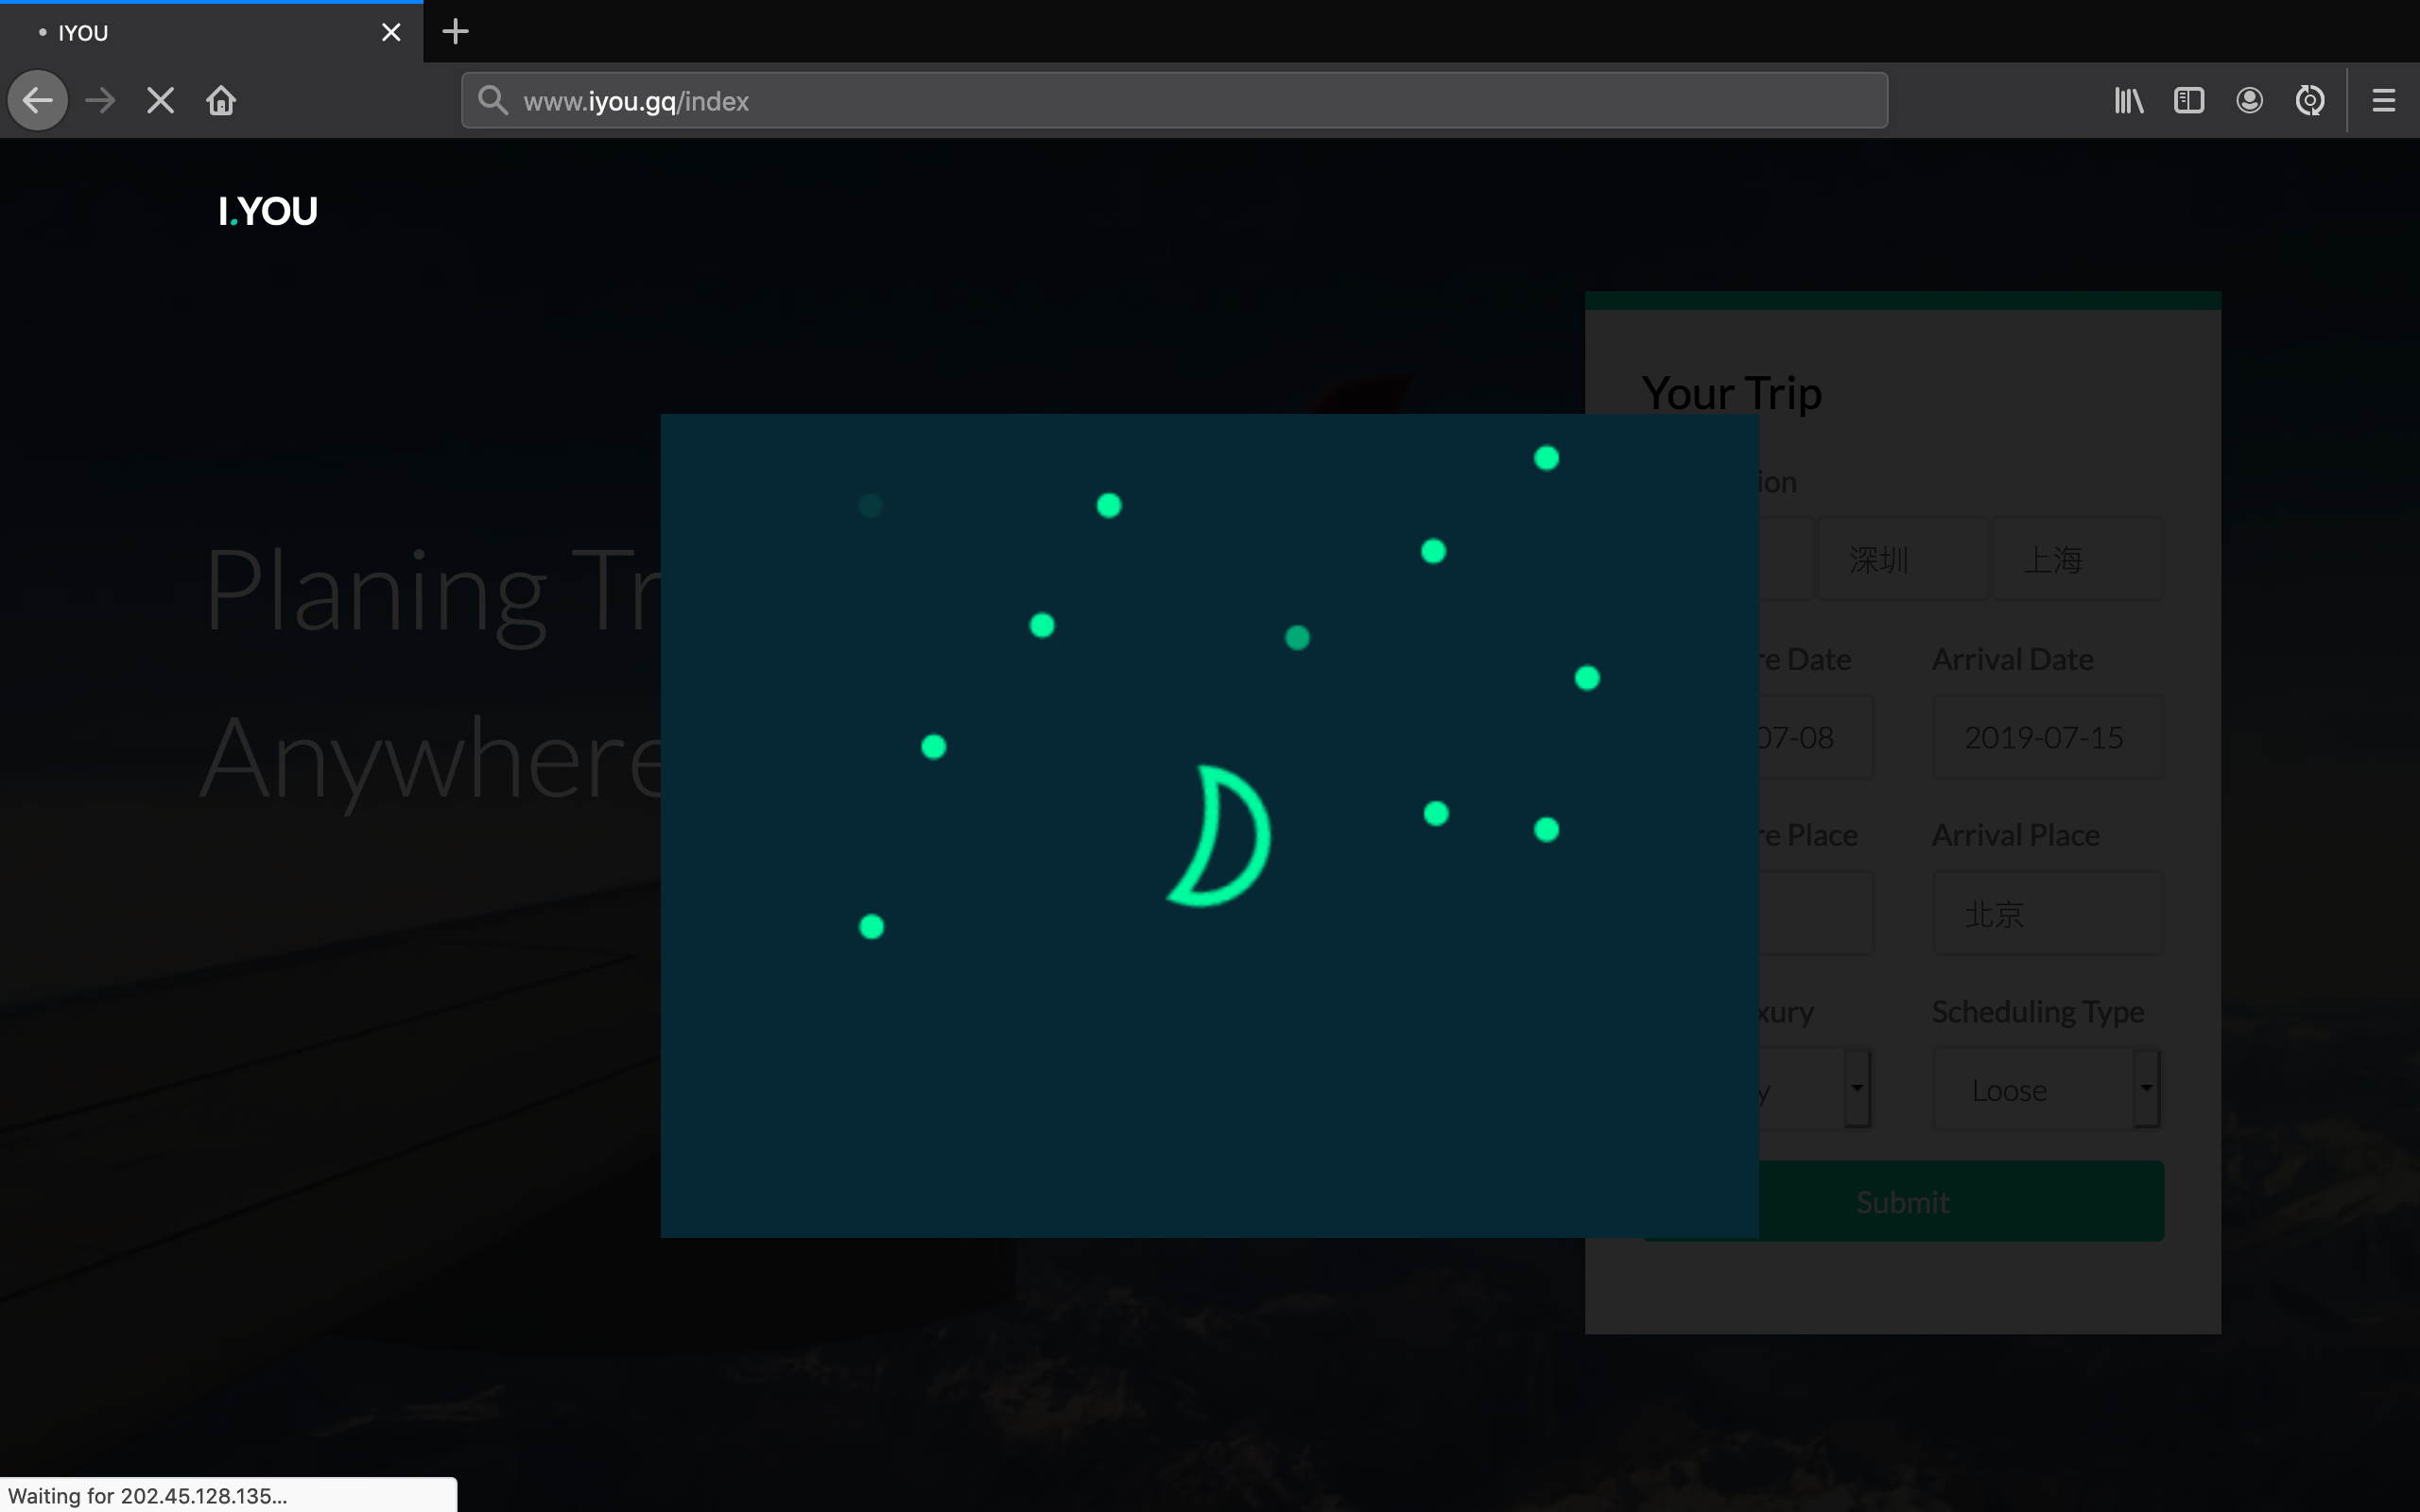 IYOU
www.iyou.gq/index
I.YOU
Your Trip
ion
Planing Tr
深圳 上海
re Date Arrival Date
Anywhere
07-08 2019-07-15
re Place Arrival Place
北京
xury Scheduling Type
y Loose
Submit
Waiting for 202.45.128.135...